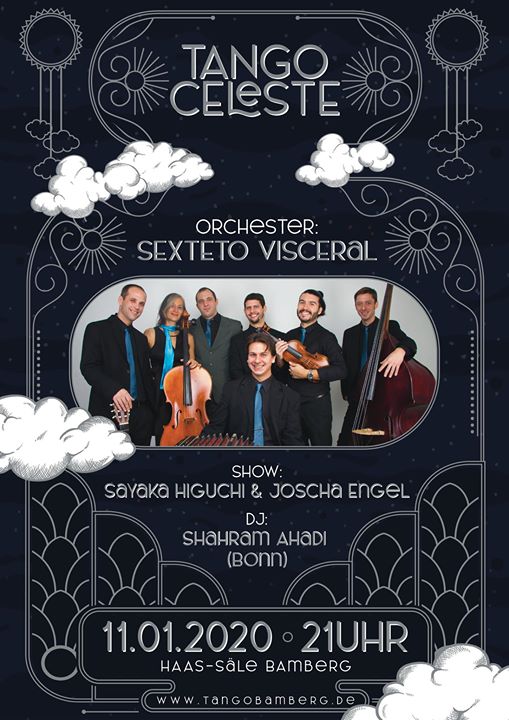 TANGO
CELeSTE
ORCHESTER:
SEXTETO VISCERAL
SHOW:
SAYAKA HIGUCHI & JOSCHA ENGEL
DJ:
SHAHRAM AHADI
(BONN)
11.01.2020 ◦ 21UHR
HAAS-SÄLE BAMBERG
WWW.TANGOBAMBERG.DE